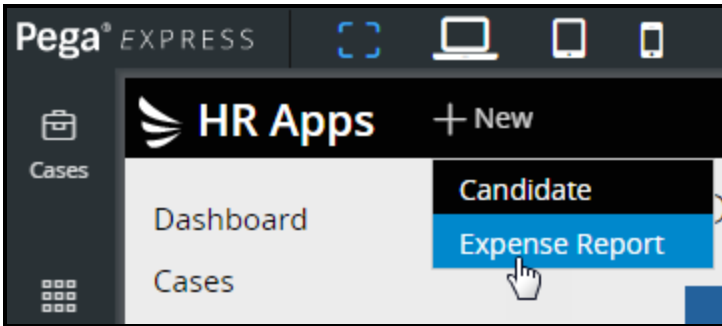 Pega® EXPRESS
HR Apps
New
Cases
Candidate
Dashboard
Expense Report
Cases